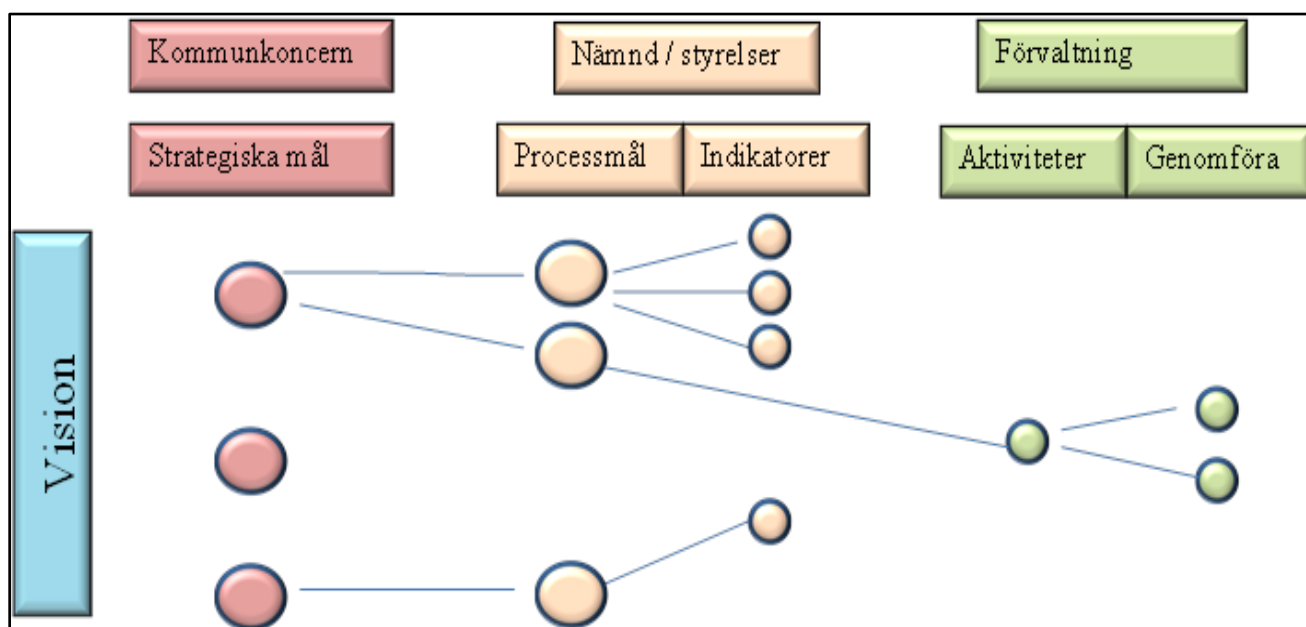 Kommunkoncern
Nämnd / styrelser
Förvaltning
Strategiska mål
Processmål
Indikatorer
Aktiviteter
Genomföra
Vision